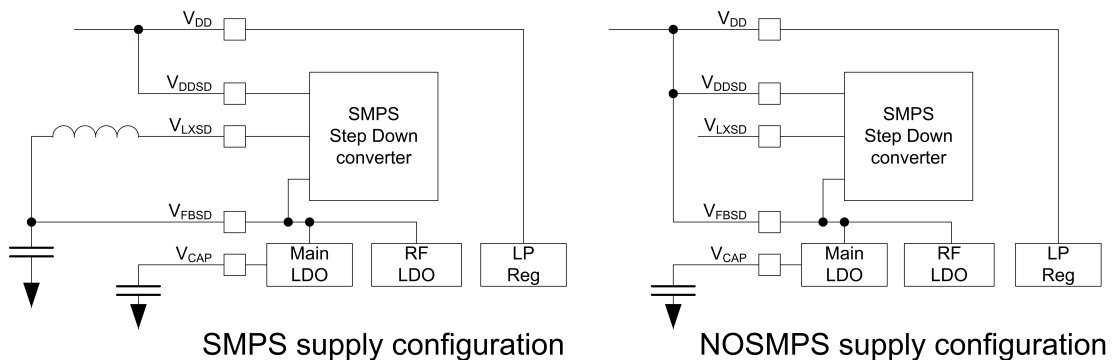 VDD
VDDSD
VLXSD
SMPS
Step Down
converter
VFBSD
VCAP
Main
LDO
RF
LDO
LP
Reg
SMPS supply configuration
VDD
VDDSD
VLXSD
SMPS
Step Down
converter
VFBSD
VCAP
Main
LDO
RF
LDO
LP
Reg
NOSMPS supply configuration